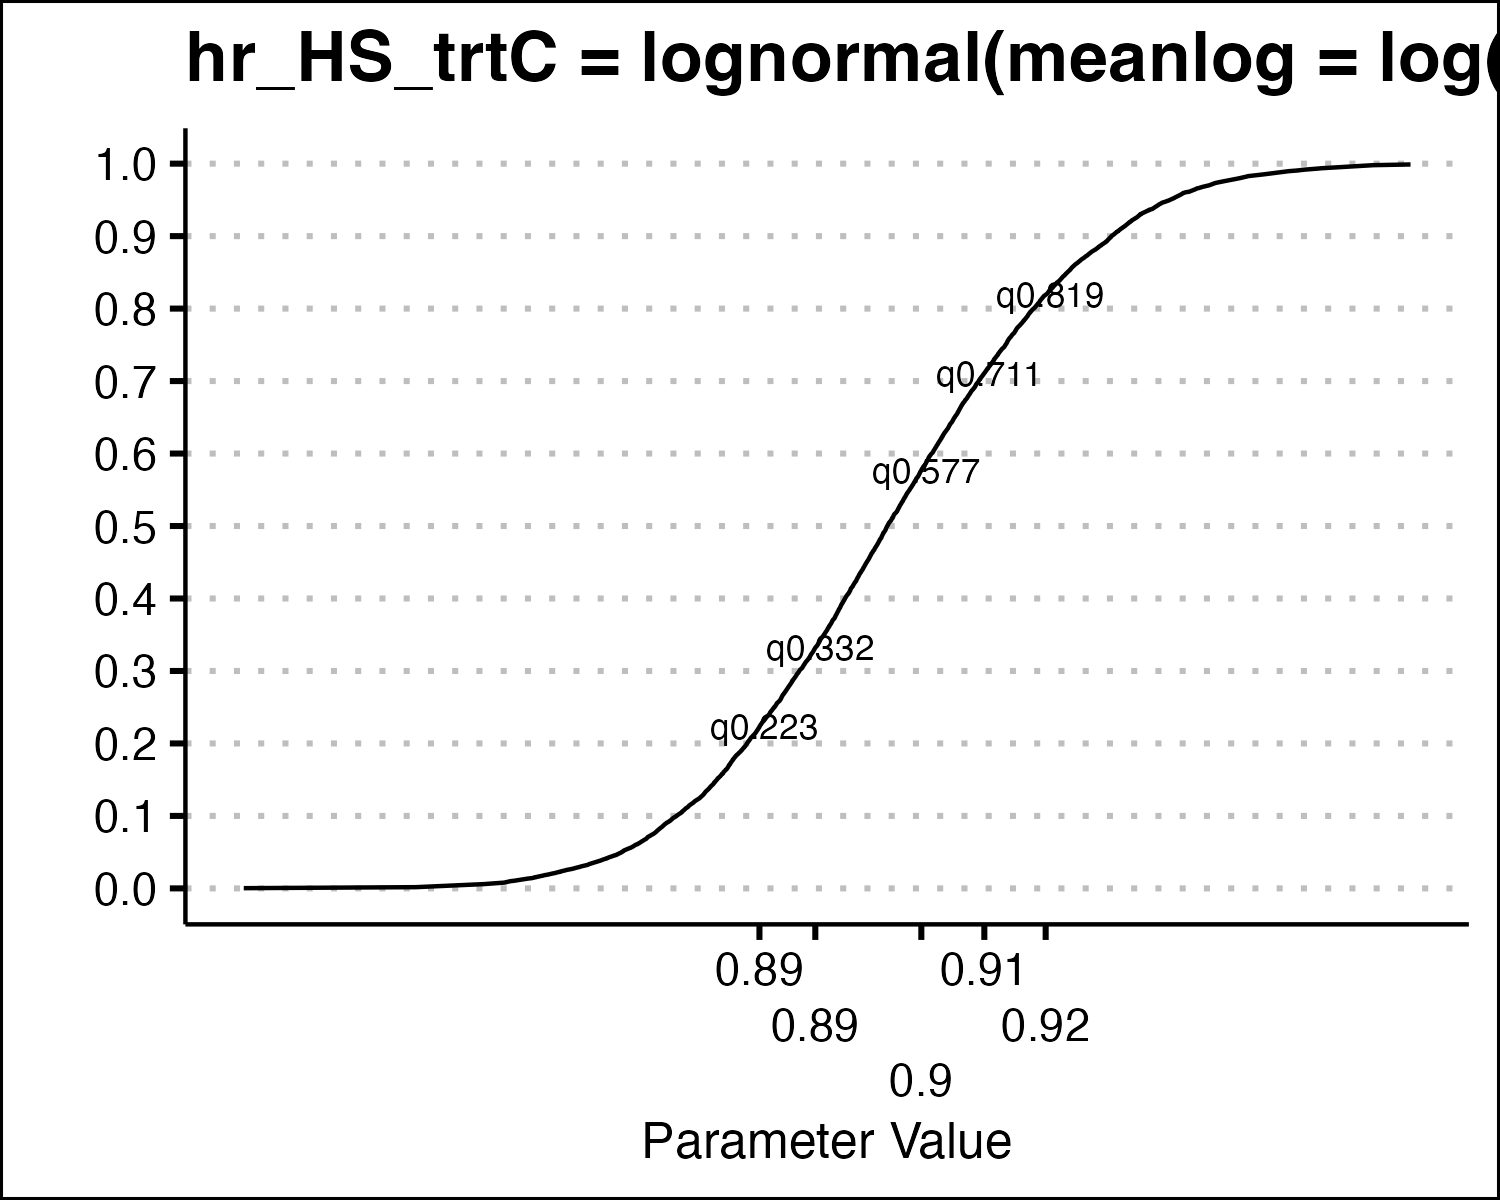 hr_HS_trtC = lognormal(meanlog = log(
1.0
0.9
0.8
0.7
0.6
0.5
0.4
0.3
0.2
0.1
0.0
q0.819
q0.711
q0.577
q0.332
q0.223
0.89 0.91
0.89 0.92
0.9
Parameter Value